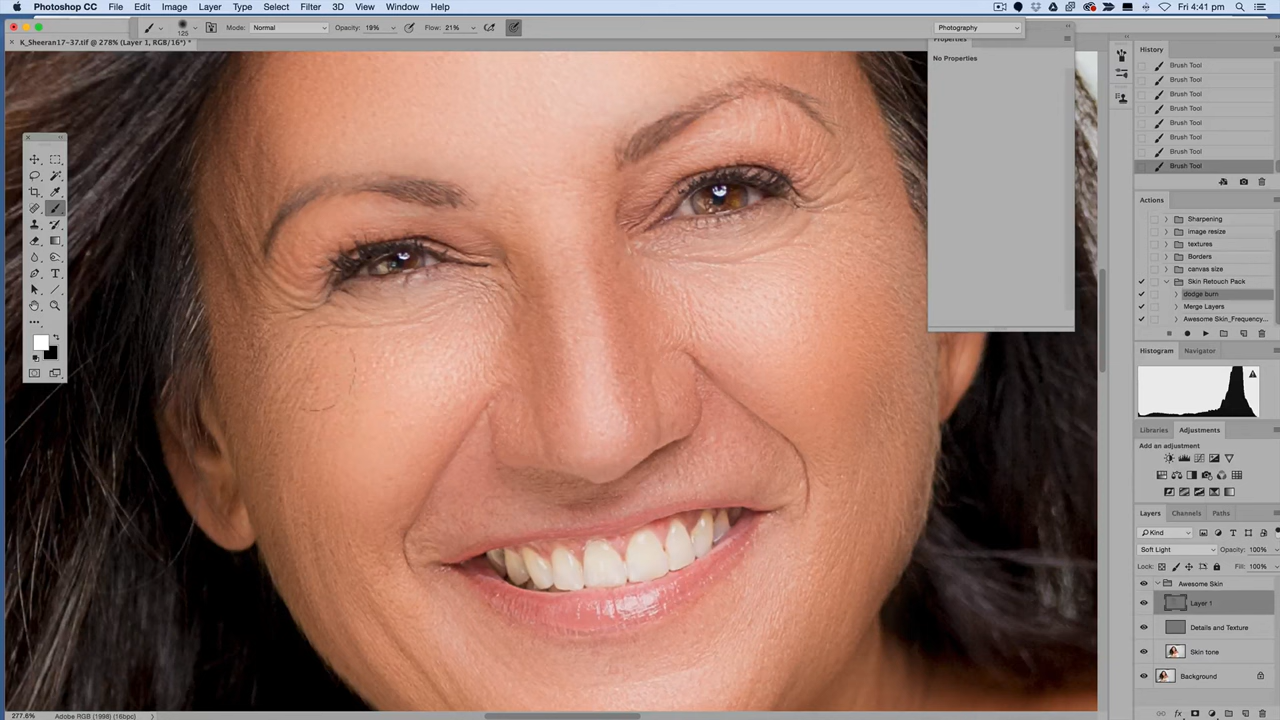 Photoshop CC File Edit Image Layer Type Select Filter 3D View Window Help Fri 4:41 pm
125 Mode: Normal Opacity: 19% Flow: 21% Photography
K_Sheeran17-37.tif @ 278% (Layer 1, RGB/16*) *
Properties
No Properties
History
Brush Tool
Brush Tool
Brush Tool
Brush Tool
Brush Tool
Brush Tool
Brush Tool
Brush Tool
Actions
Sharpening
image resize
textures
Borders
canvas size
Skin Retouch Pack
dodge burn
Merge Layers
Awesome Skin_Frequency...
Histogram Navigator
Libraries Adjustments
Add an adjustment
Layers Channels Paths
Kind
Soft Light Opacity: 100%
Lock: Fill: 100%
Awesome Skin
Layer 1
Details and Texture
Skin tone
Background
277.6% Adobe RGB (1998) (16bpc)